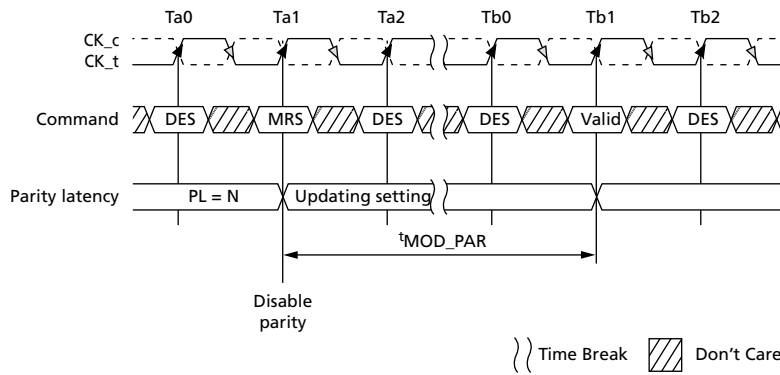 Ta0 Ta1 Ta2 Tb0 Tb1 Tb2
CK_c
CK_t
Command DES MRS DES DES Valid DES
Parity latency PL = N Updating setting
tMOD_PAR
Disable
parity
Time Break Don't Care